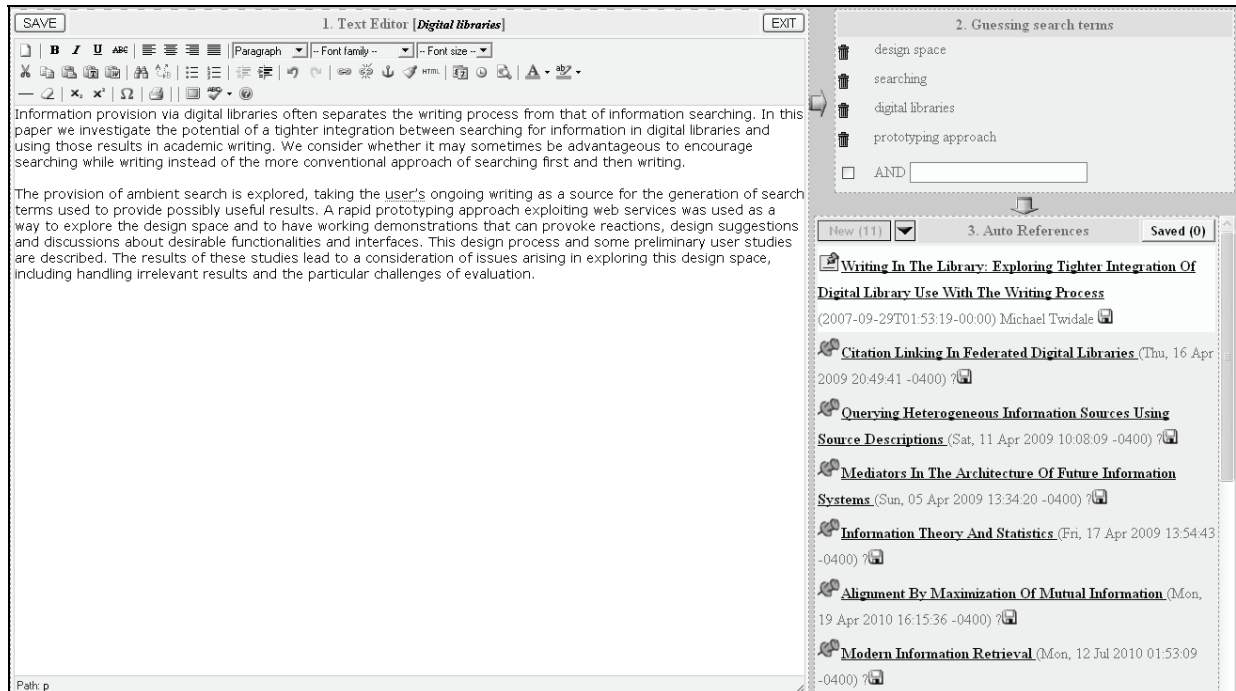 SAVE
1. Text Editor [Digital libraries]
EXIT
B I U ABC Paragraph -- Font family -- -- Font size --
HTML A ab
x₂ x² Ω ABC
Information provision via digital libraries often separates the writing process from that of information searching. In this
paper we investigate the potential of a tighter integration between searching for information in digital libraries and
using those results in academic writing. We consider whether it may sometimes be advantageous to encourage
searching while writing instead of the more conventional approach of searching first and then writing.
The provision of ambient search is explored, taking the user's ongoing writing as a source for the generation of search
terms used to provide possibly useful results. A rapid prototyping approach exploiting web services was used as a
way to explore the design space and to have working demonstrations that can provoke reactions, design suggestions
and discussions about desirable functionalities and interfaces. This design process and some preliminary user studies
are described. The results of these studies lead to a consideration of issues arising in exploring this design space,
including handling irrelevant results and the particular challenges of evaluation.
Path: p
2. Guessing search terms
design space
searching
digital libraries
prototyping approach
AND
New (11)
3. Auto References
Saved (0)
Writing In The Library: Exploring Tighter Integration Of
Digital Library Use With The Writing Process
(2007-09-29T01:53:19-00:00) Michael Twidale
Citation Linking In Federated Digital Libraries (Thu, 16 Apr
2009 20:49:41 -0400) ?
Querying Heterogeneous Information Sources Using
Source Descriptions (Sat, 11 Apr 2009 10:08:09 -0400) ?
Mediators In The Architecture Of Future Information
Systems (Sun, 05 Apr 2009 13:34:20 -0400) ?
Information Theory And Statistics (Fri, 17 Apr 2009 13:54:43
-0400) ?
Alignment By Maximization Of Mutual Information (Mon,
19 Apr 2010 16:15:36 -0400) ?
Modern Information Retrieval (Mon, 12 Jul 2010 01:53:09
-0400) ?